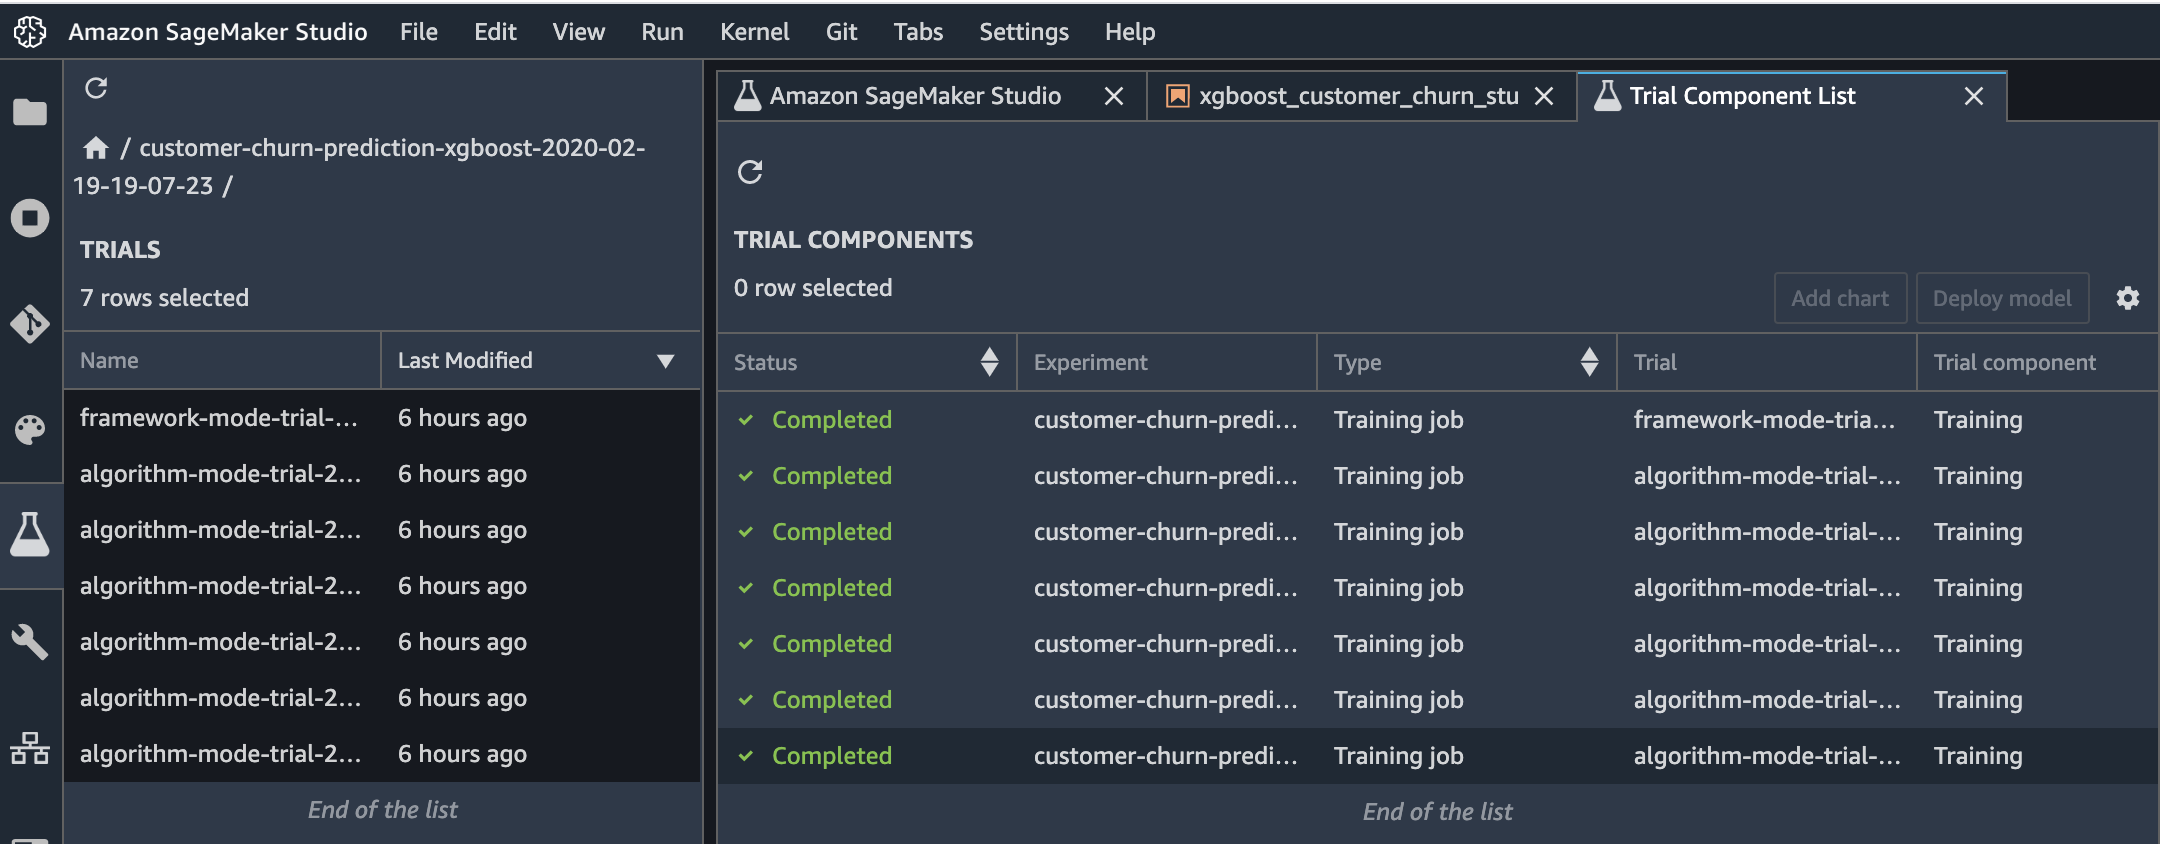 Amazon SageMaker Studio File Edit View Run Kernel Git Tabs Settings Help
/ customer-churn-prediction-xgboost-2020-02-
19-19-07-23 /
TRIALS
7 rows selected
Name Last Modified
framework-mode-trial-... 6 hours ago
algorithm-mode-trial-2... 6 hours ago
algorithm-mode-trial-2... 6 hours ago
algorithm-mode-trial-2... 6 hours ago
algorithm-mode-trial-2... 6 hours ago
algorithm-mode-trial-2... 6 hours ago
algorithm-mode-trial-2... 6 hours ago
End of the list
Amazon SageMaker Studio xgboost_customer_churn_stu Trial Component List
TRIAL COMPONENTS
0 row selected
Add chart Deploy model
Status Experiment Type Trial Trial component
Completed customer-churn-predi... Training job framework-mode-tria... Training
Completed customer-churn-predi... Training job algorithm-mode-trial-... Training
Completed customer-churn-predi... Training job algorithm-mode-trial-... Training
Completed customer-churn-predi... Training job algorithm-mode-trial-... Training
Completed customer-churn-predi... Training job algorithm-mode-trial-... Training
Completed customer-churn-predi... Training job algorithm-mode-trial-... Training
Completed customer-churn-predi... Training job algorithm-mode-trial-... Training
End of the list